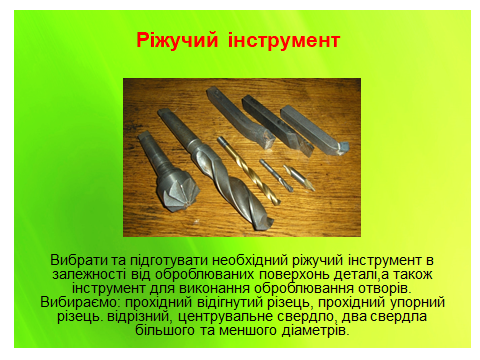 Ріжучий інструмент
Вибрати та підготувати необхідний ріжучий інструмент в
залежності від оброблюваних поверхонь деталі,а також
інструмент для виконання оброблювання отворів.
Вибираємо: прохідний відігнутий різець, прохідний упорний
різець. відрізний, центрувальне свердло, два свердла
більшого та меншого діаметрів.